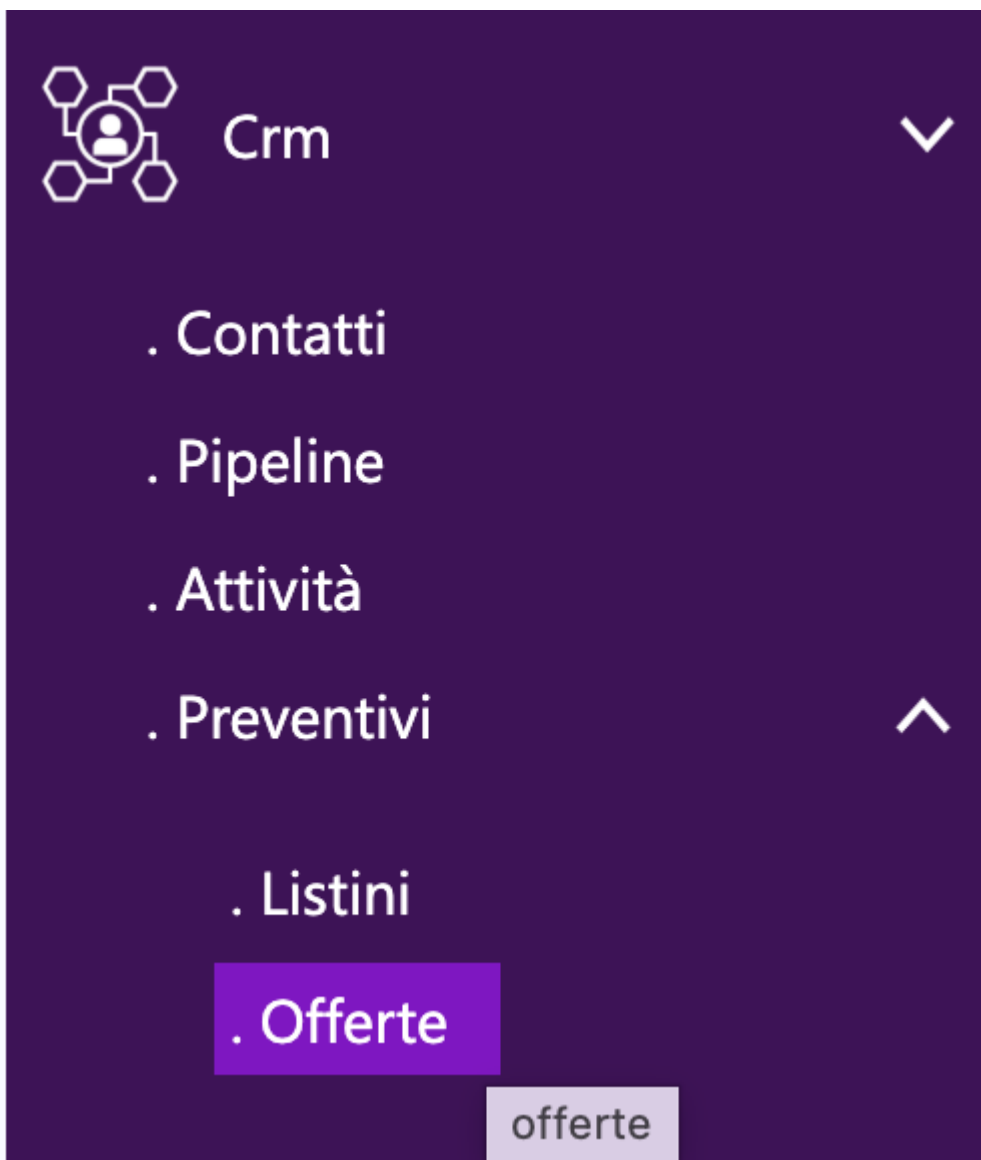 Crm
. Contatti
. Pipeline
. Attività
. Preventivi
. Listini
. Offerte
offerte